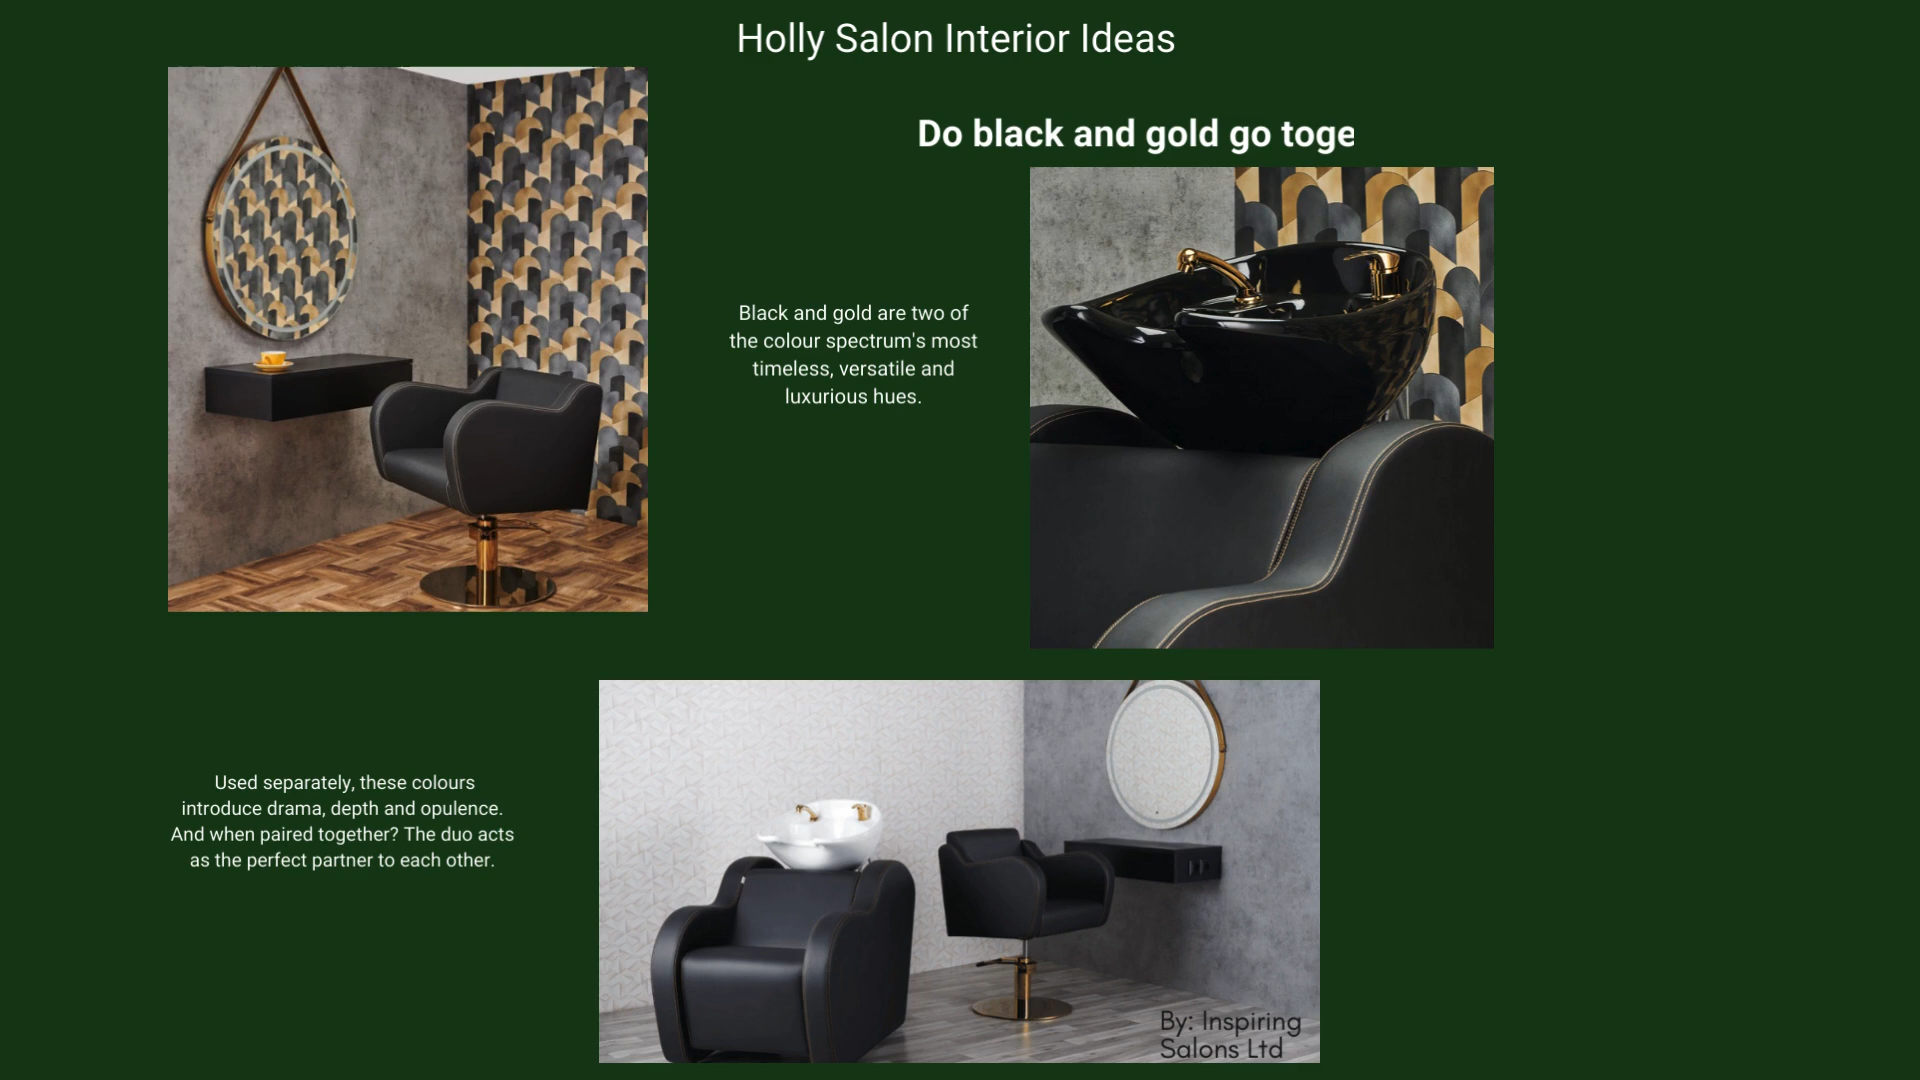 Holly Salon Interior Ideas
Do black and gold go toge
Black and gold are two of
the colour spectrum's most
timeless, versatile and
luxurious hues.
Used separately, these colours
introduce drama, depth and opulence.
And when paired together? The duo acts
as the perfect partner to each other.
By: Inspiring
Salons Ltd